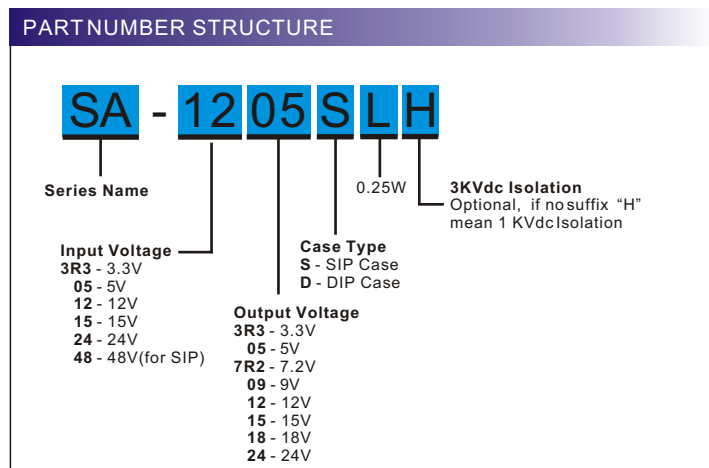 PART NUMBER STRUCTURE
SA - 12 05 S L H
Series Name
0.25W
3KVdc Isolation
Optional, if no suffix “H”
mean 1 KVdc Isolation
Input Voltage
3R3 - 3.3V
05 - 5V
12 - 12V
15 - 15V
24 - 24V
48 - 48V(for SIP)
Case Type
S - SIP Case
D - DIP Case
Output Voltage
3R3 - 3.3V
05 - 5V
7R2 - 7.2V
09 - 9V
12 - 12V
15 - 15V
18 - 18V
24 - 24V